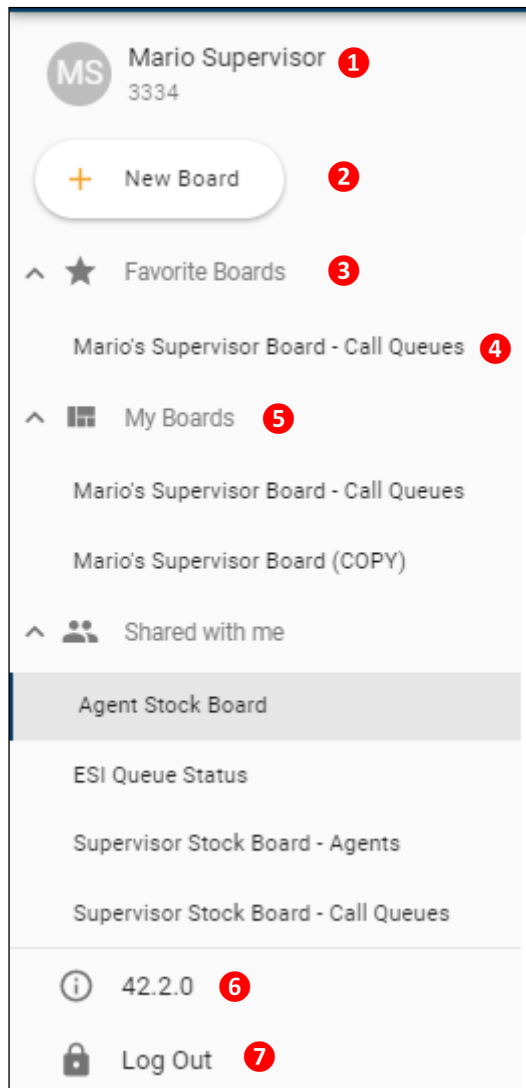 MS
Mario Supervisor 1
3334
+ New Board 2
Favorite Boards 3
Mario's Supervisor Board - Call Queues 4
My Boards 5
Mario's Supervisor Board - Call Queues
Mario's Supervisor Board (COPY)
Shared with me
Agent Stock Board
ESI Queue Status
Supervisor Stock Board - Agents
Supervisor Stock Board - Call Queues
42.2.0 6
Log Out 7